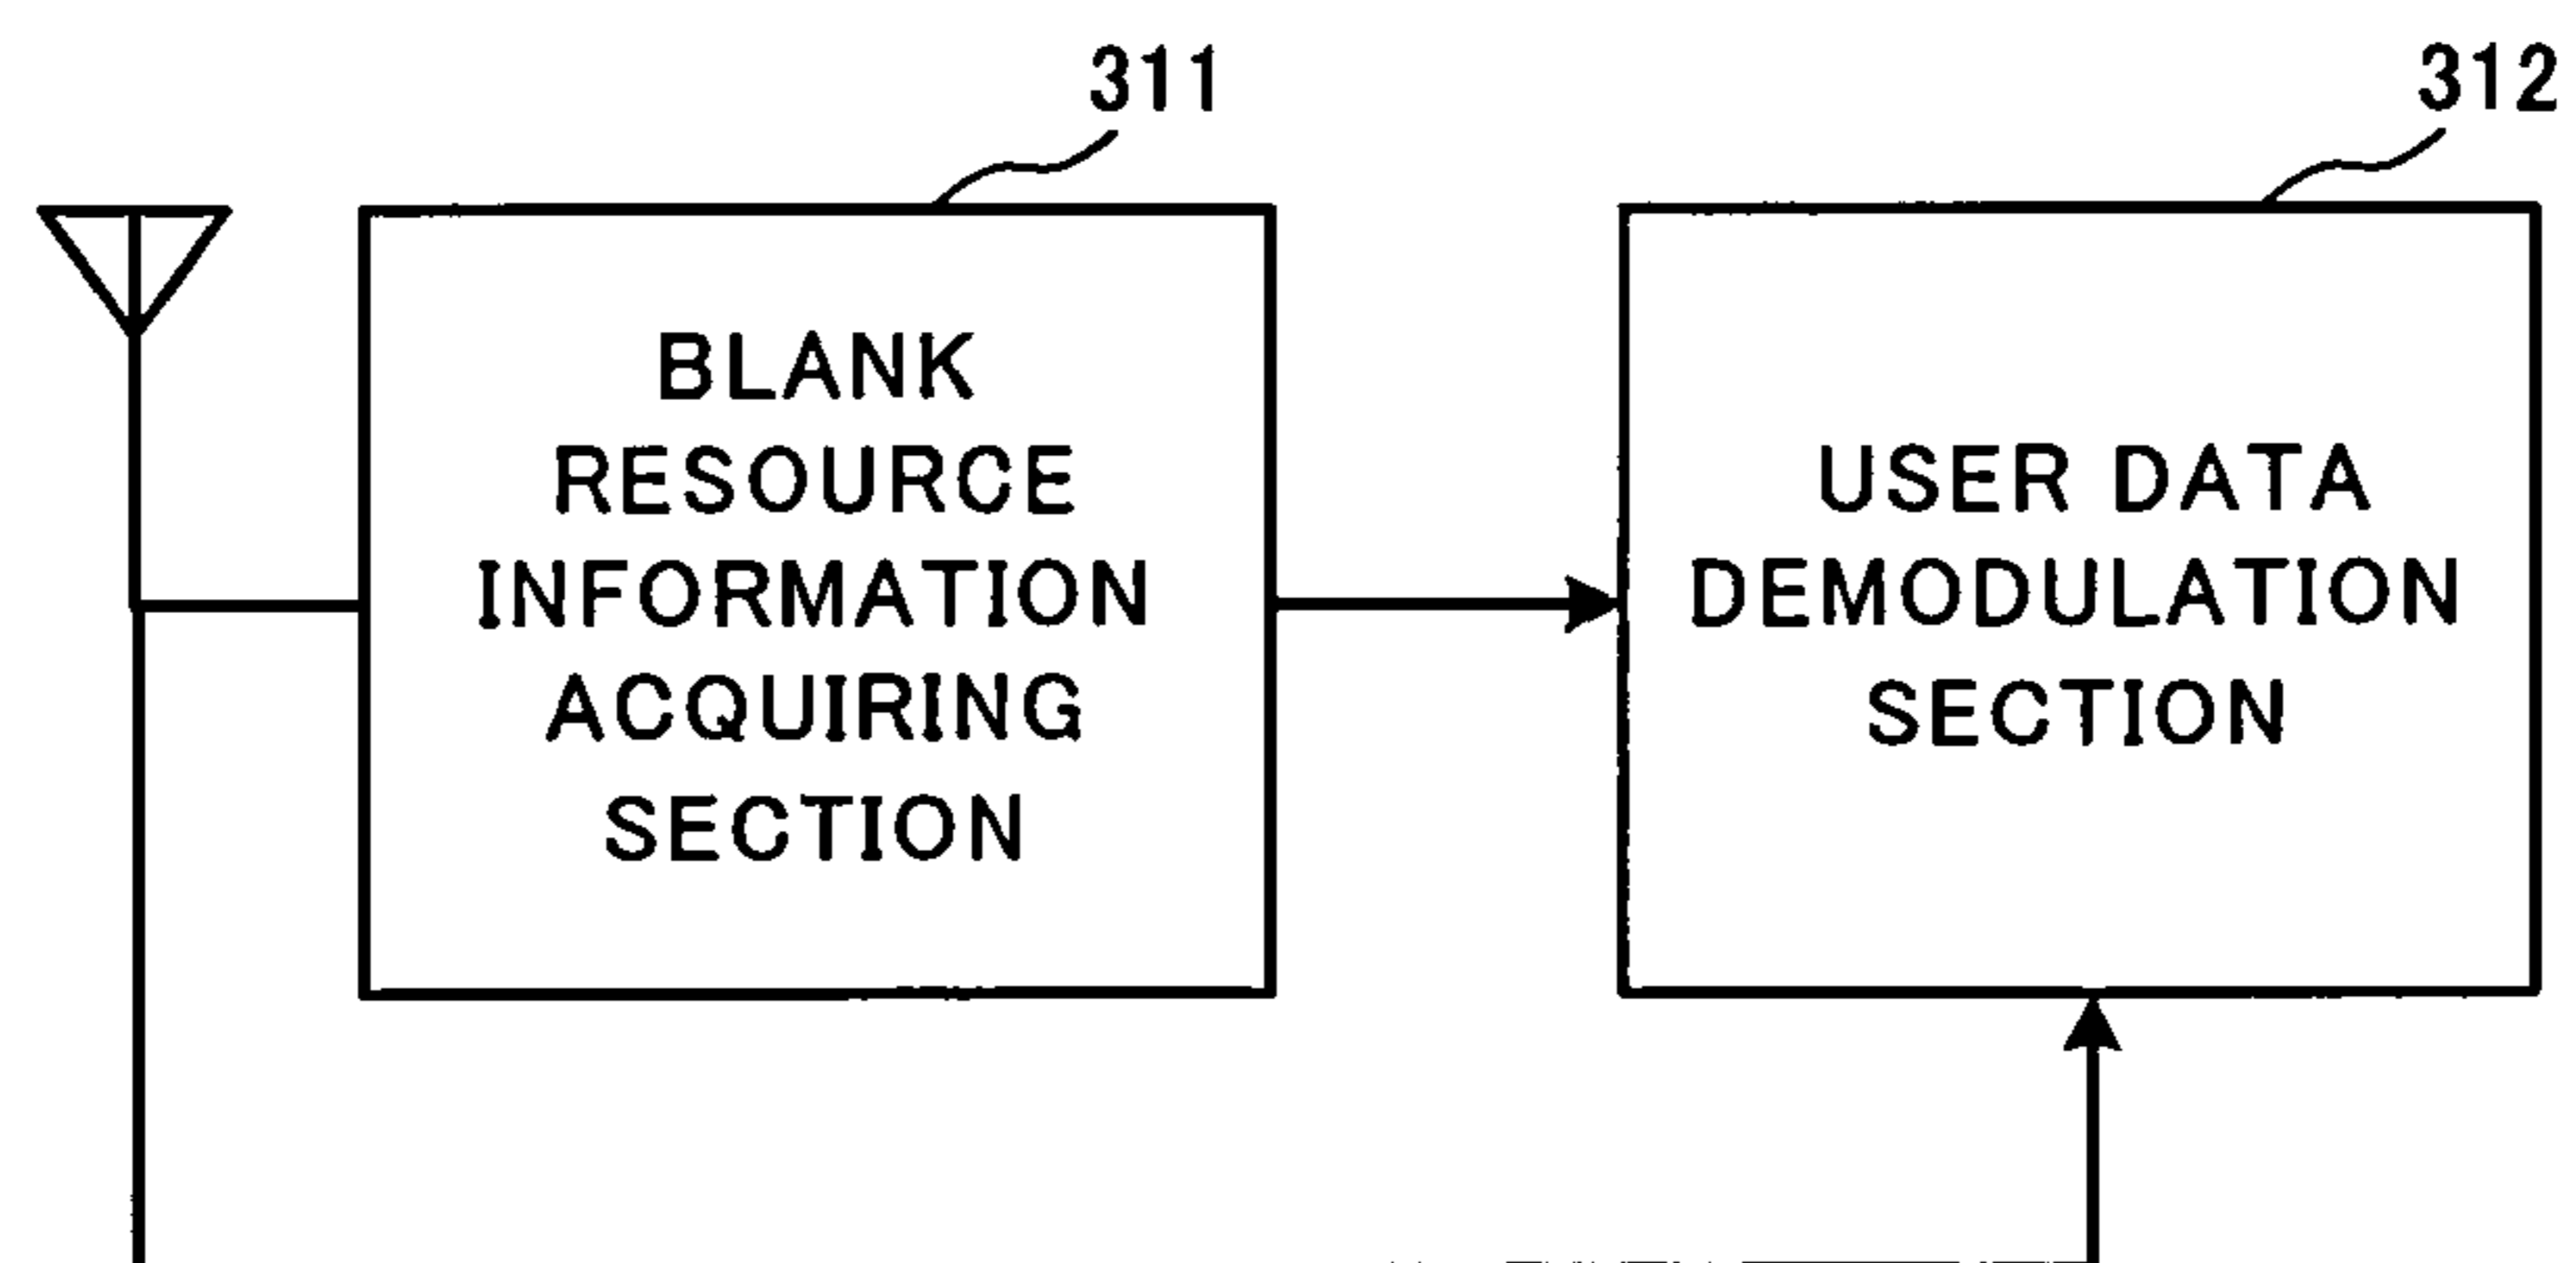 311
312
BLANK
RESOURCE
INFORMATION
ACQUIRING
SECTION
USER DATA
DEMODULATION
SECTION